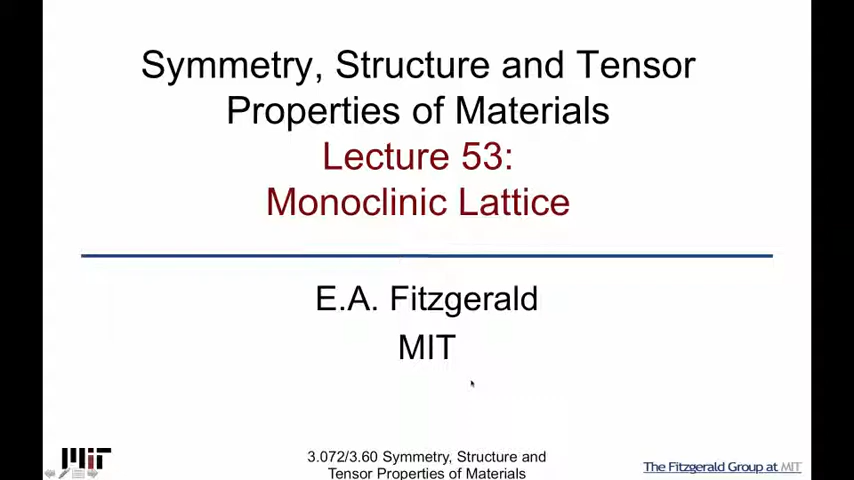 Symmetry, Structure and Tensor
Properties of Materials
Lecture 53:
Monoclinic Lattice
E.A. Fitzgerald
MIT
MIT
3.072/3.60 Symmetry, Structure and
Tensor Properties of Materials
The Fitzgerald Group at MIT